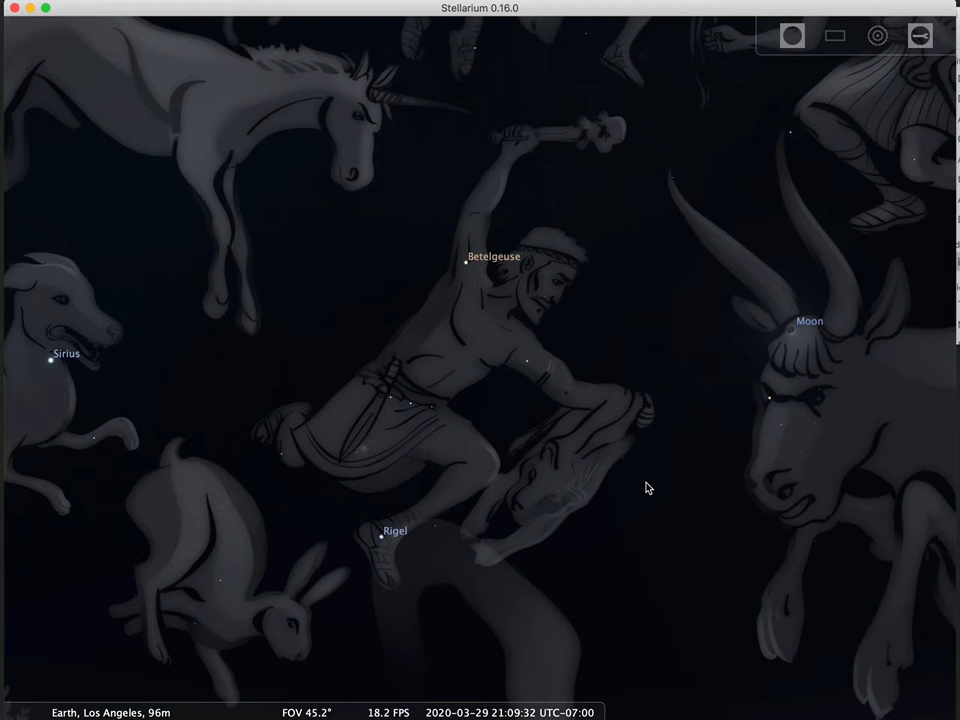 Stellarium 0.16.0
Betelgeuse
Moon
Sirius
Rigel
Earth, Los Angeles, 96m FOV 45.2° 18.2 FPS 2020-03-29 21:09:32 UTC-07:00